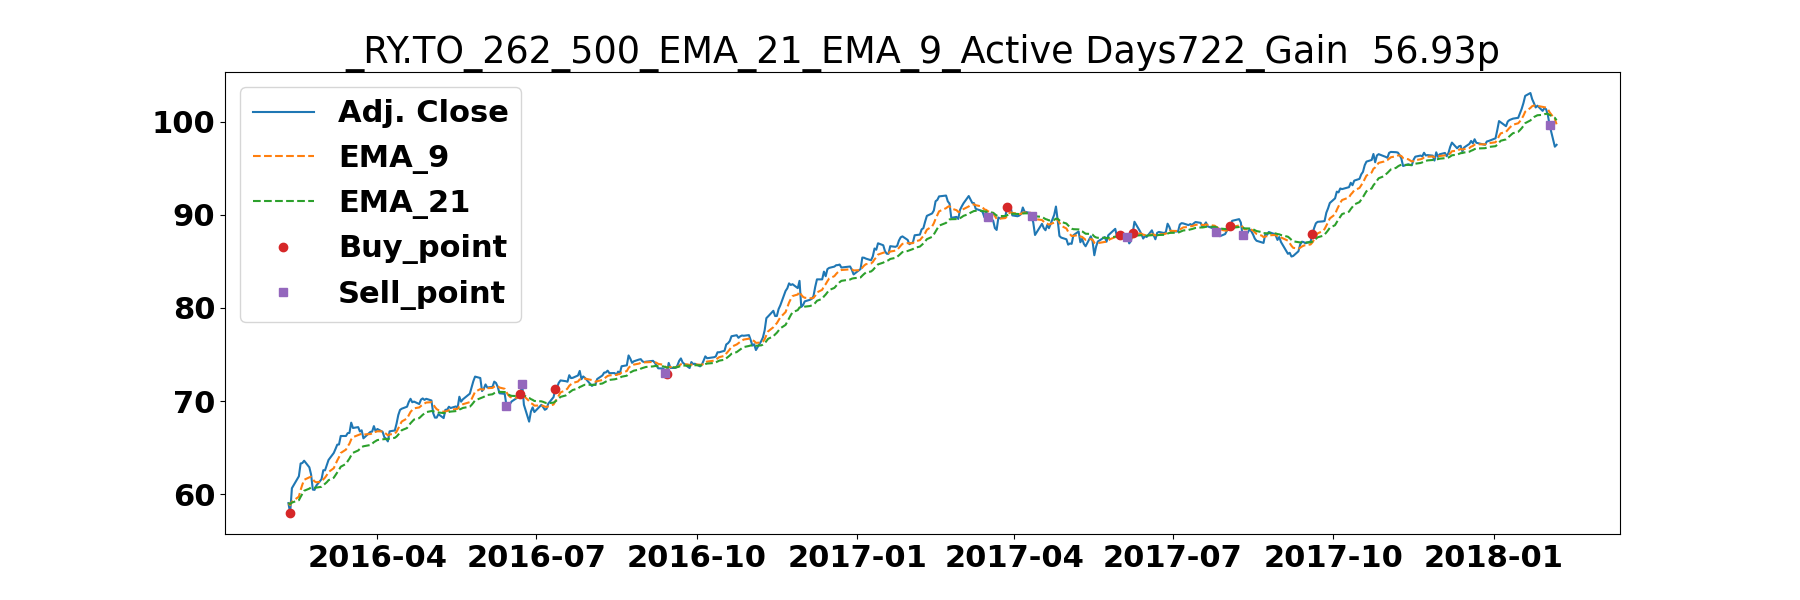 _RY.TO_262_500_EMA_21_EMA_9_Active Days722_Gain  56.93p
Adj. Close
EMA_9
EMA_21
Buy_point
Sell_point
100
90
80
70
60
2016-04 2016-07 2016-10 2017-01 2017-04 2017-07 2017-10 2018-01